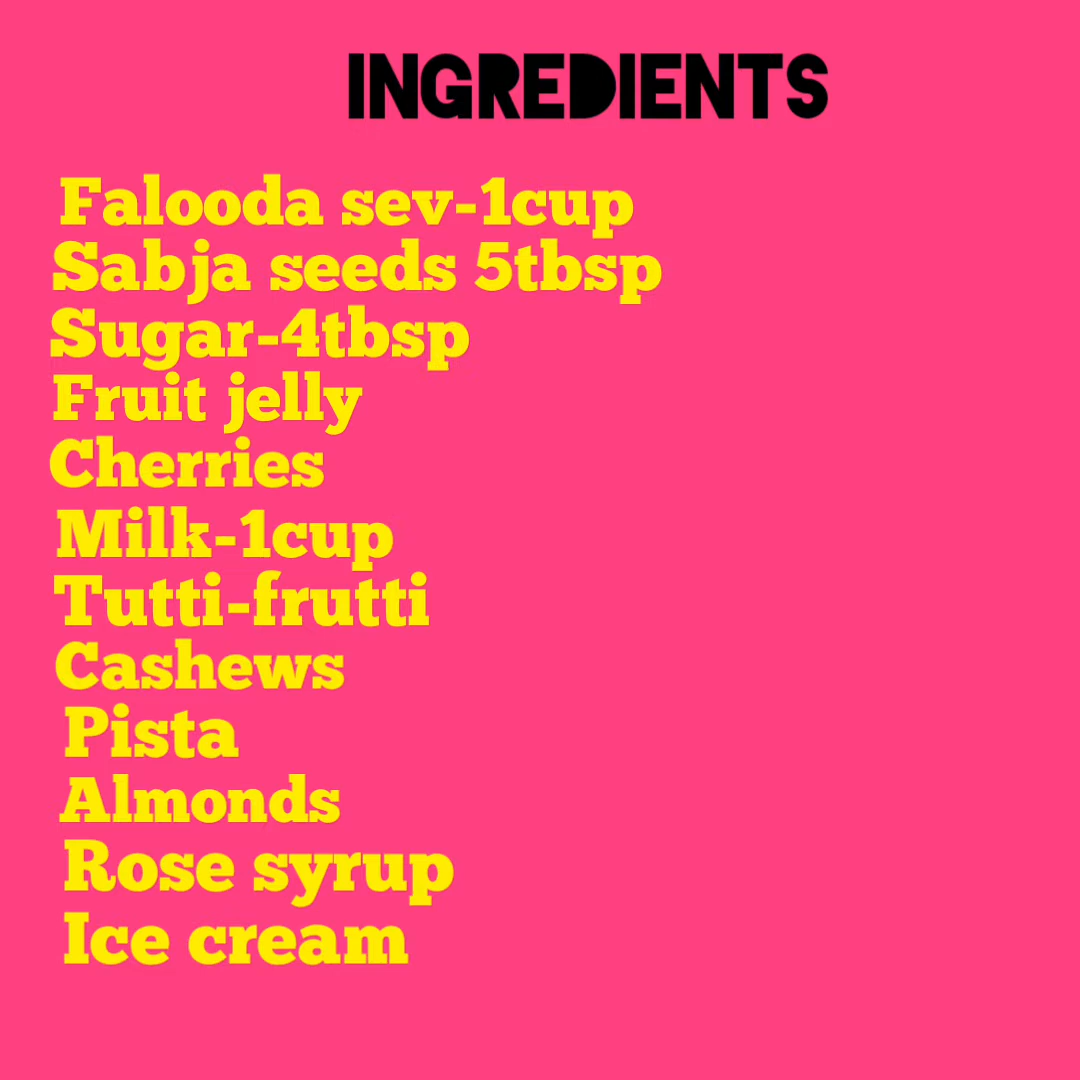 INGREDIENTS
Falooda sev-1cup
Sabja seeds 5tbsp
Sugar-4tbsp
Fruit jelly
Cherries
Milk-1cup
Tutti-frutti
Cashews
Pista
Almonds
Rose syrup
Ice cream